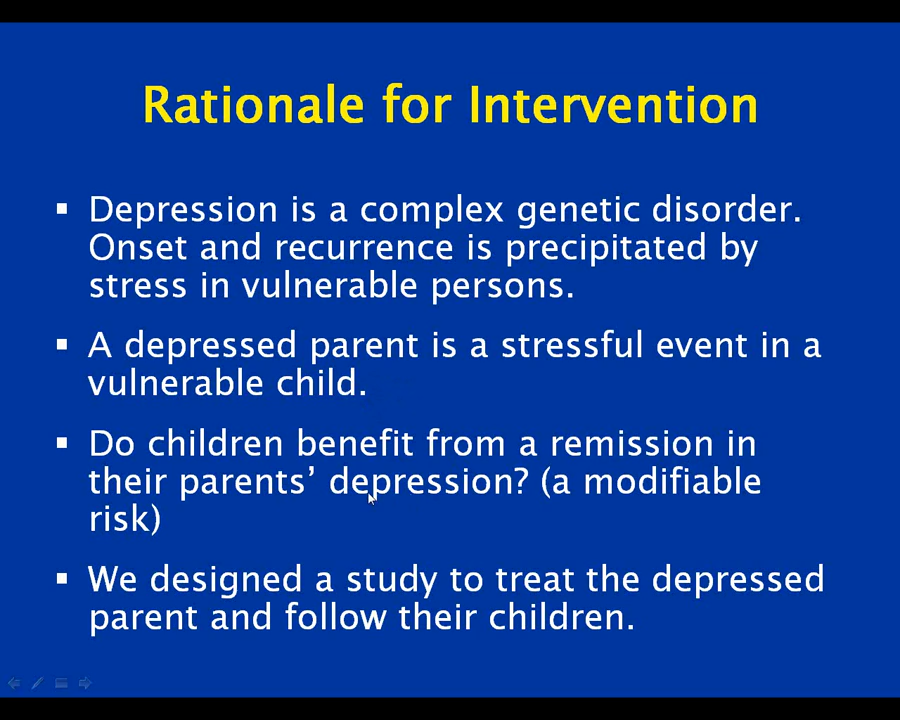 Rationale for Intervention
▪ Depression is a complex genetic disorder.
Onset and recurrence is precipitated by
stress in vulnerable persons.
▪ A depressed parent is a stressful event in a
vulnerable child.
▪ Do children benefit from a remission in
their parents’ depression? (a modifiable
risk)
▪ We designed a study to treat the depressed
parent and follow their children.